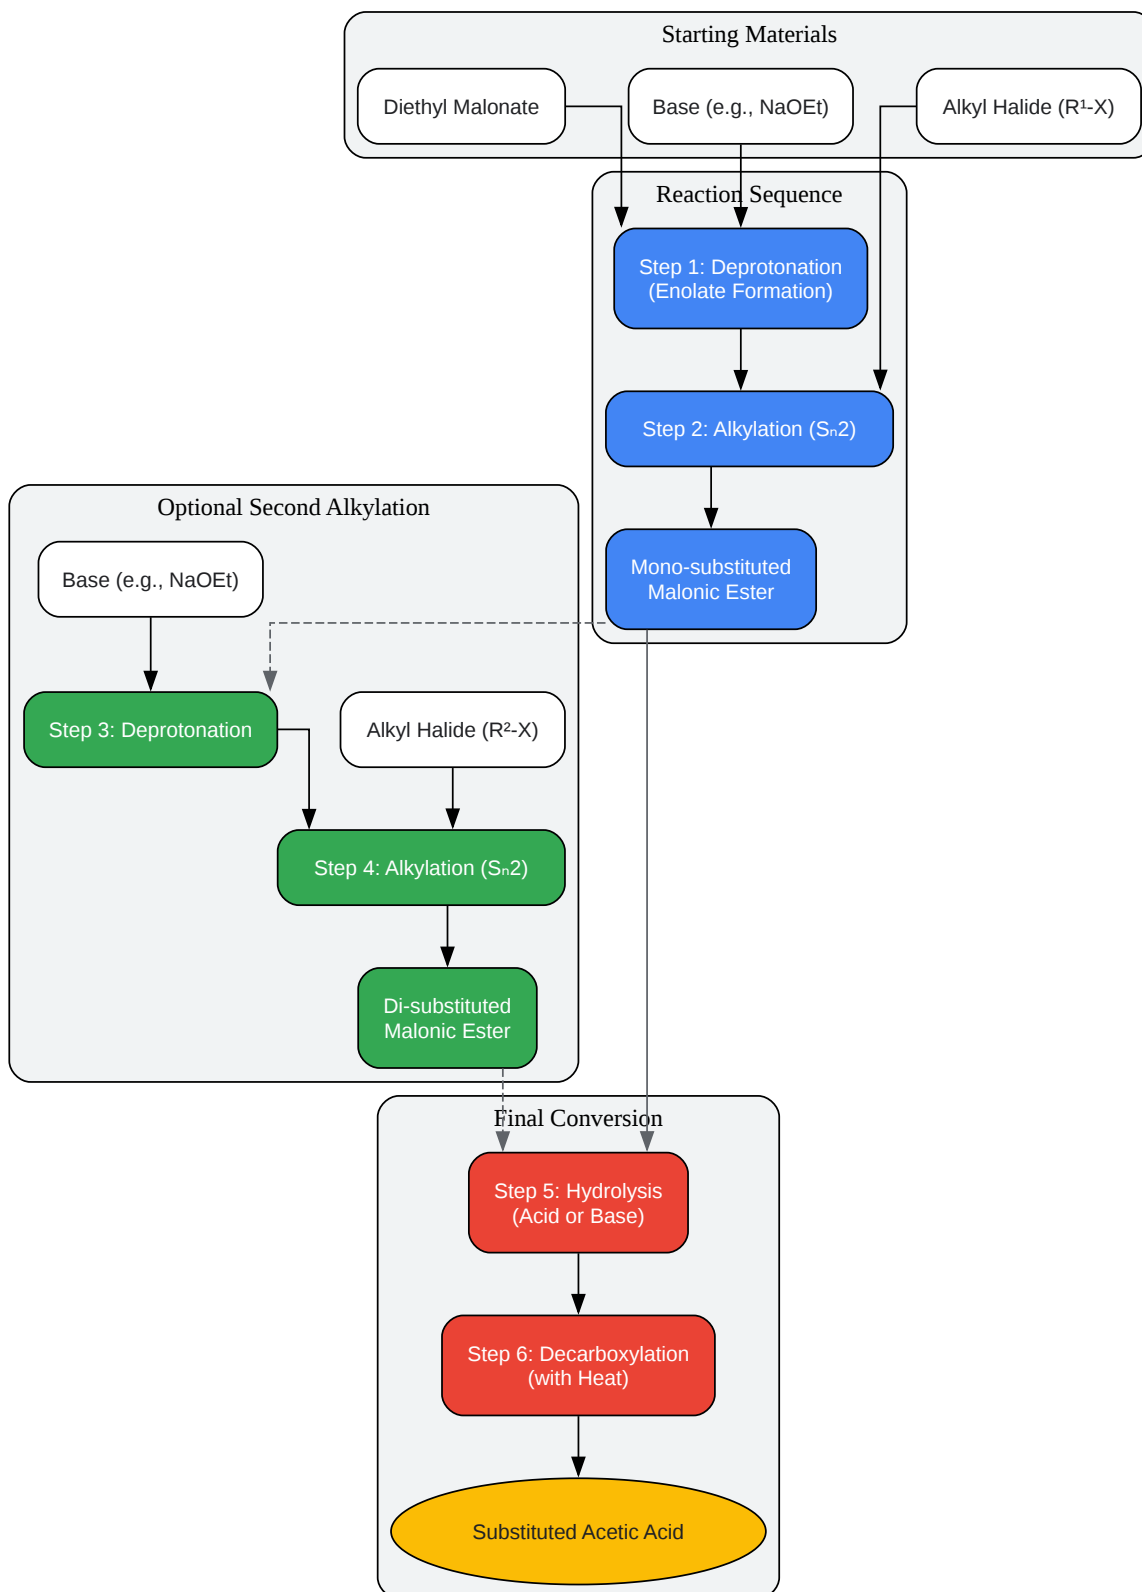 Starting Materials
Diethyl Malonate
Base (e.g., NaOEt)
Alkyl Halide (R¹-X)
Reaction Sequence
Step 1: Deprotonation
(Enolate Formation)
Step 2: Alkylation (Sₙ2)
Mono-substituted
Malonic Ester
Optional Second Alkylation
Base (e.g., NaOEt)
Step 3: Deprotonation
Alkyl Halide (R²-X)
Step 4: Alkylation (Sₙ2)
Di-substituted
Malonic Ester
Final Conversion
Step 5: Hydrolysis
(Acid or Base)
Step 6: Decarboxylation
(with Heat)
Substituted Acetic Acid